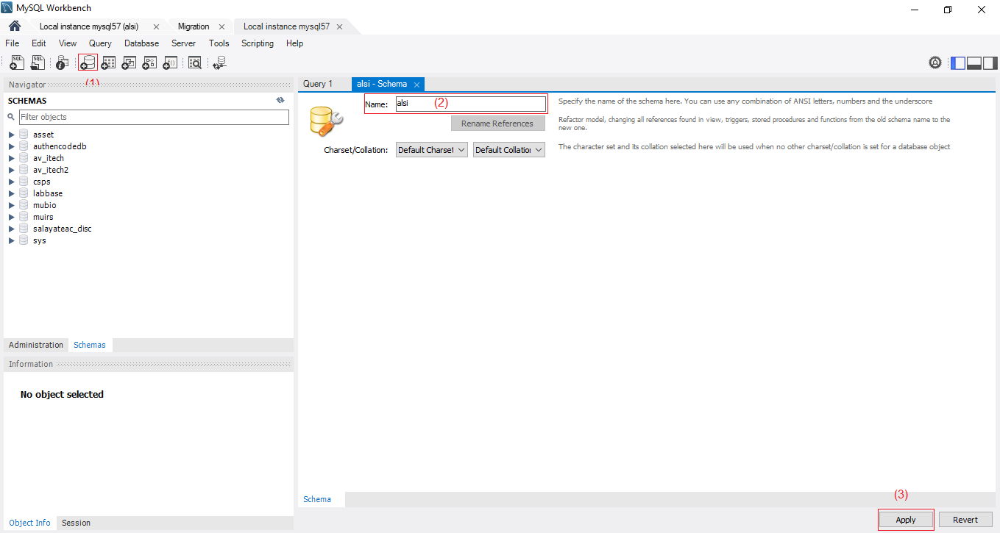 MySQL Workbench
Local instance mysql57 (alsi) Migration Local instance mysql57
File Edit View Query Database Server Tools Scripting Help
(1)
Navigator
SCHEMAS
Filter objects
asset
authencodedb
av_itech
av_itech2
csps
labbase
mubio
muirs
salayateac_disc
sys
Administration Schemas
Information
No object selected
Object Info Session
Query 1 alsi - Schema
Name: alsi (2) Specify the name of the schema here. You can use any combination of ANSI letters, numbers and the underscore
Rename References Refactor model, changing all references found in view, triggers, stored procedures and functions from the old schema name to the
new one.
Charset/Collation: Default Charset Default Collation The character set and its collation selected here will be used when no other charset/collation is set for a database object
Schema
(3)
Apply Revert